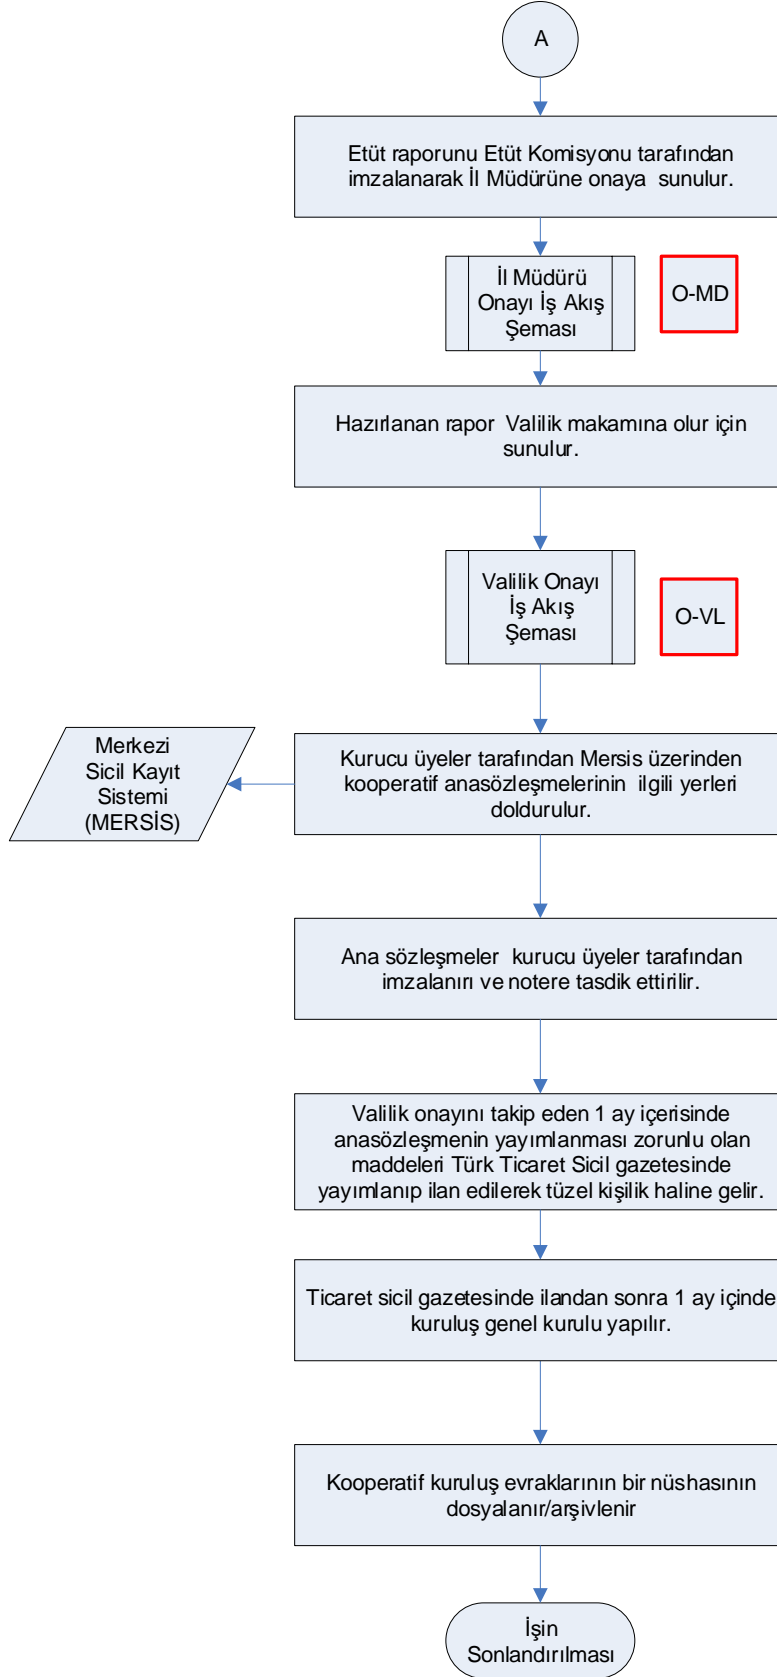 A
Etüt raporunu Etüt Komisyonu tarafından
imzalanarak İl Müdürüne onaya sunulur.
İl Müdürü
Onayı İş Akış
Şeması
O-MD
Hazırlanan rapor Valilik makamına olur için
sunulur.
Valilik Onayı
İş Akış
Şeması
O-VL
Merkezi
Sicil Kayıt
Sistemi
(MERSİS)
Kurucu üyeler tarafından Mersis üzerinden
kooperatif anasözleşmelerinin ilgili yerleri
doldurulur.
Ana sözleşmeler kurucu üyeler tarafından
imzalanırı ve notere tasdik ettirilir.
Valilik onayını takip eden 1 ay içerisinde
anasözleşmenin yayımlanması zorunlu olan
maddeleri Türk Ticaret Sicil gazetesinde
yayımlanıp ilan edilerek tüzel kişilik haline gelir.
Ticaret sicil gazetesinde ilandan sonra 1 ay içinde
kuruluş genel kurulu yapılır.
Kooperatif kuruluş evraklarının bir nüshasının
dosyalanır/arşivlenir
İşin
Sonlandırılması